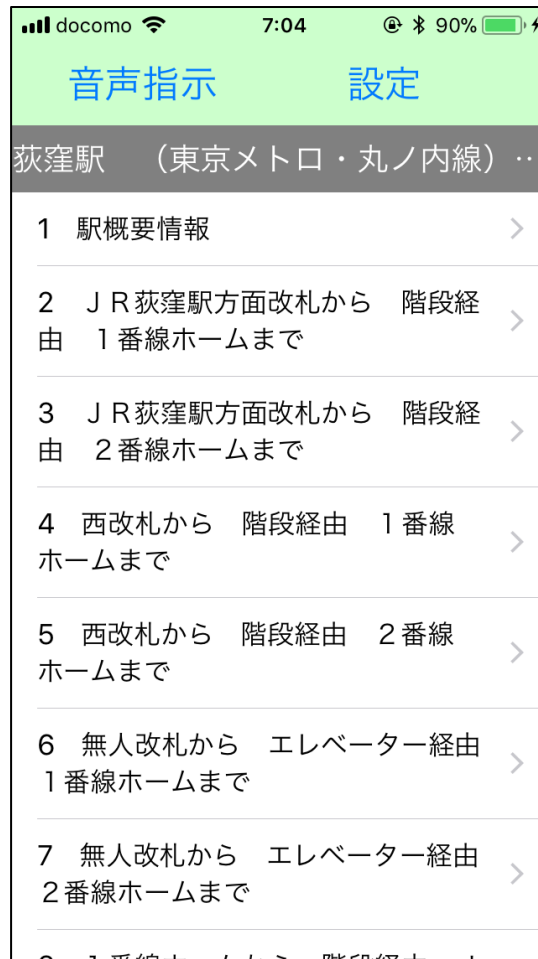 docomo 7:04 90%
音声指示 設定
荻窪駅　（東京メトロ・丸ノ内線）‥
1　駅概要情報
2　ＪＲ荻窪駅方面改札から　階段経
由　１番線ホームまで
3　ＪＲ荻窪駅方面改札から　階段経
由　２番線ホームまで
4　西改札から　階段経由　１番線
ホームまで
5　西改札から　階段経由　２番線
ホームまで
6　無人改札から　エレベーター経由
１番線ホームまで
7　無人改札から　エレベーター経由
２番線ホームまで